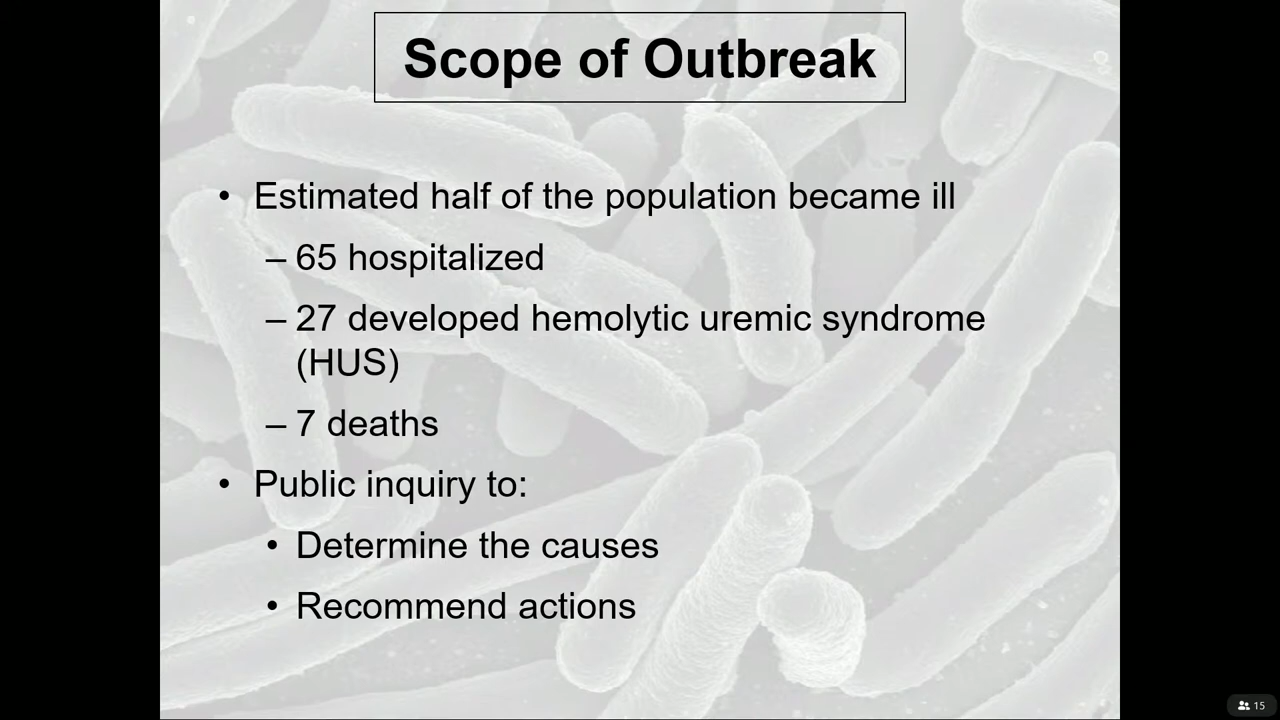 Scope of Outbreak
• Estimated half of the population became ill
– 65 hospitalized
– 27 developed hemolytic uremic syndrome
(HUS)
– 7 deaths
• Public inquiry to:
• Determine the causes
• Recommend actions
15